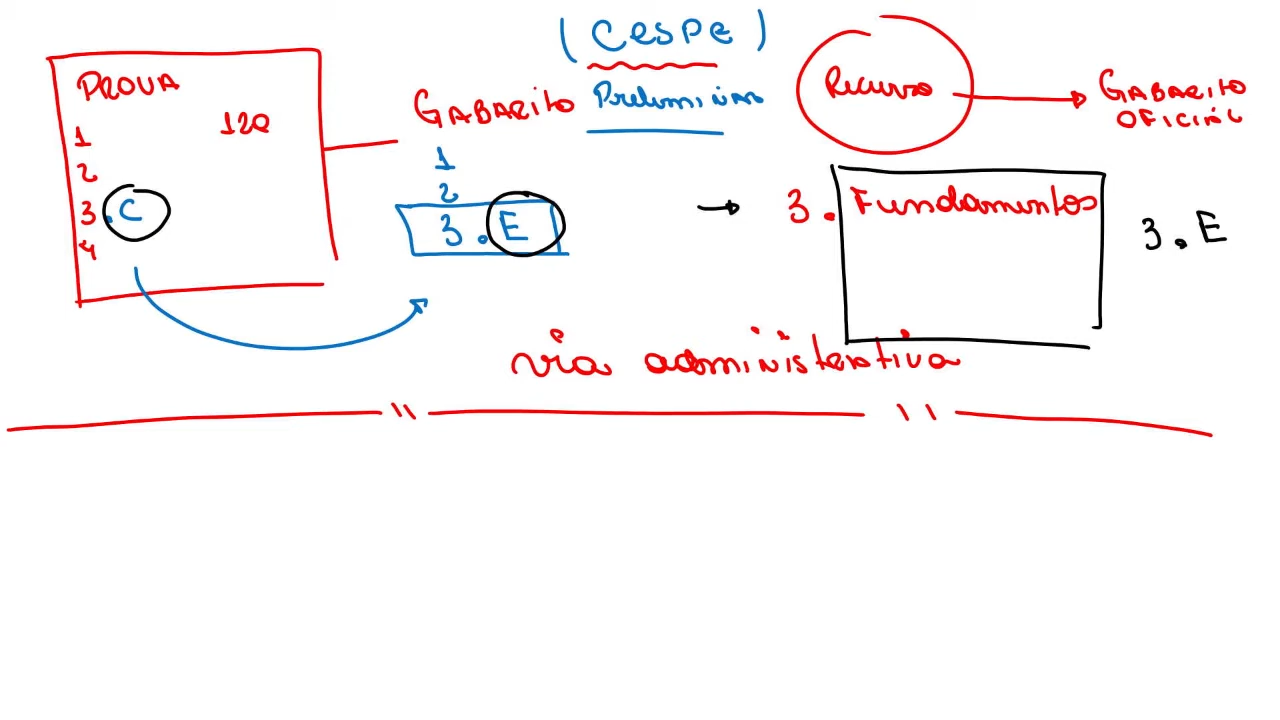 (CESPE)
PROVA
120
1
2
3.C
4
GABARITO Preliminar
1
2
3.E
Recurso
GABARITO
OFICIAL
3. Fundamentos
3.E
via administrativa